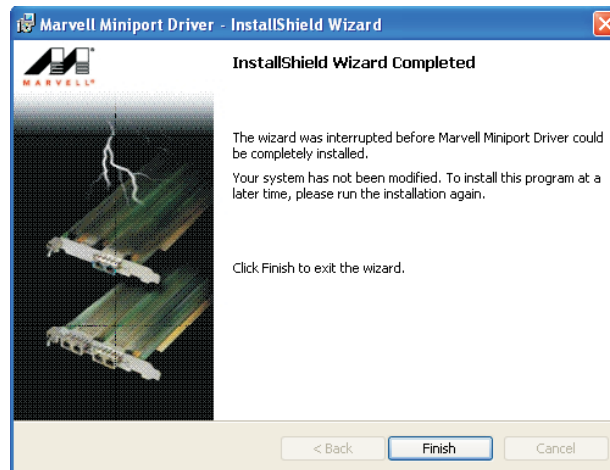 Marvell Miniport Driver - InstallShield Wizard
MARVELL®
InstallShield Wizard Completed
The wizard was interrupted before Marvell Miniport Driver could
be completely installed.
Your system has not been modified. To install this program at a
later time, please run the installation again.
Click Finish to exit the wizard.
< Back
Finish
Cancel